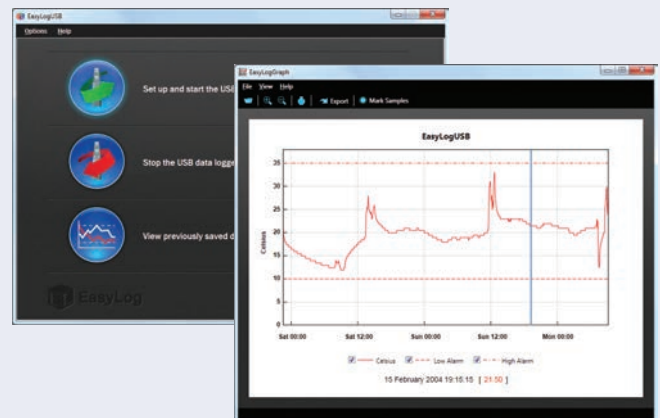 EasyLogUSB
Options Help
Set up and start the USB
Stop the USB data logge
View previously saved d
EasyLog
EasyLogGraph
File View Help
Export Mark Samples
EasyLogUSB
Celsius
35
30
25
20
15
10
5
0
Sat 00:00 Sat 12:00 Sun 00:00 Sun 12:00 Mon 00:00
Celsius Low Alarm High Alarm
15 February 2004 19:15:15 [ 21.50 ]